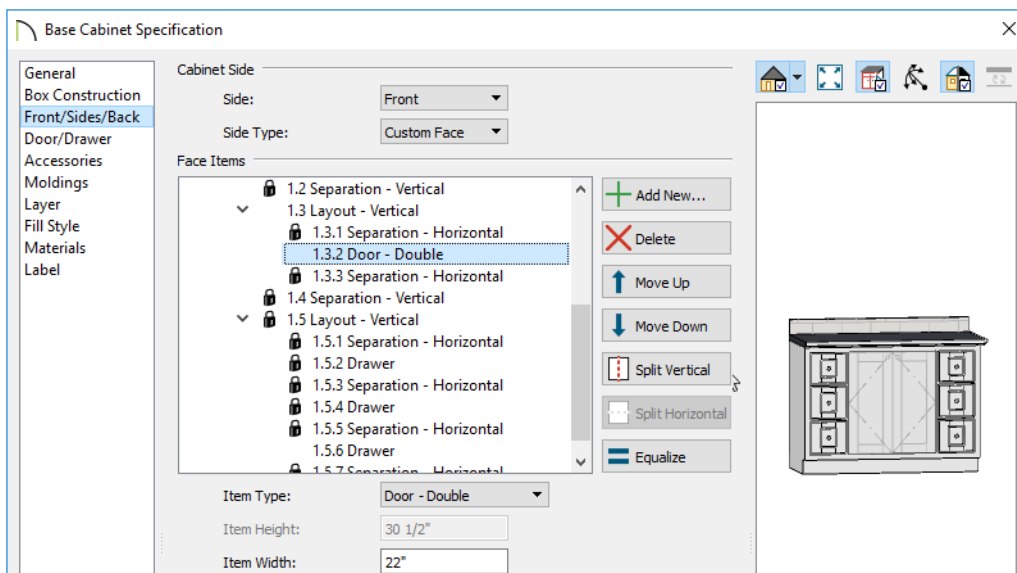 Base Cabinet Specification
General
Box Construction
Front/Sides/Back
Door/Drawer
Accessories
Moldings
Layer
Fill Style
Materials
Label
Cabinet Side
Side:
Front
Side Type:
Custom Face
Face Items
1.2 Separation - Vertical
1.3 Layout - Vertical
1.3.1 Separation - Horizontal
1.3.2 Door - Double
1.3.3 Separation - Horizontal
1.4 Separation - Vertical
1.5 Layout - Vertical
1.5.1 Separation - Horizontal
1.5.2 Drawer
1.5.3 Separation - Horizontal
1.5.4 Drawer
1.5.5 Separation - Horizontal
1.5.6 Drawer
1.5.7 Separation - Horizontal
Add New...
Delete
Move Up
Move Down
Split Vertical
Split Horizontal
Equalize
Item Type:
Door - Double
Item Height:
30 1/2"
Item Width:
22"